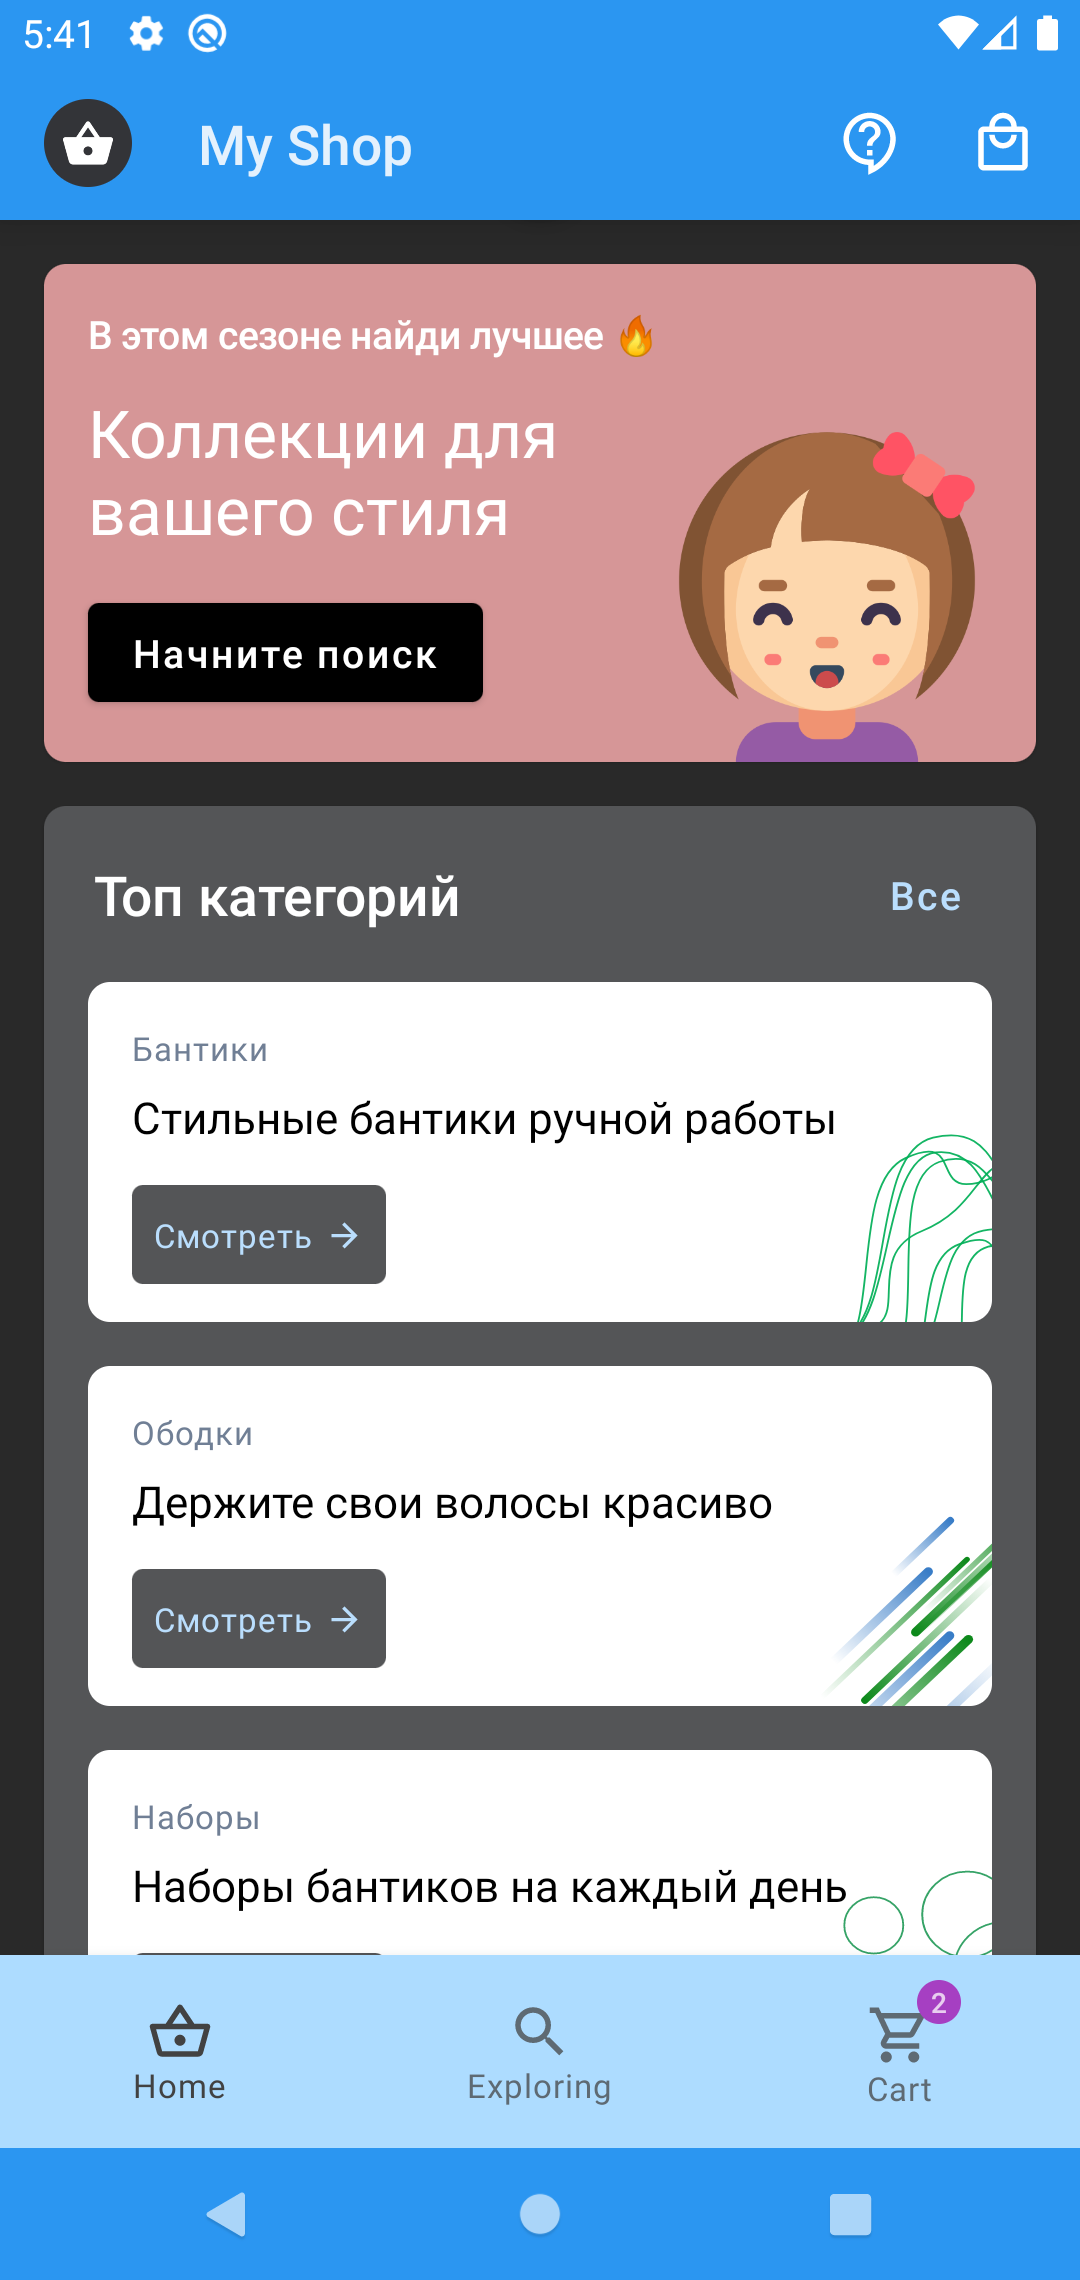 5:41
My Shop
В этом сезоне найди лучшее 🔥
Коллекции для
вашего стиля
Начните поиск
Топ категорий
Все
Бантики
Стильные бантики ручной работы
Смотреть →
Ободки
Держите свои волосы красиво
Смотреть →
Наборы
Наборы бантиков на каждый день
2
Home
Exploring
Cart